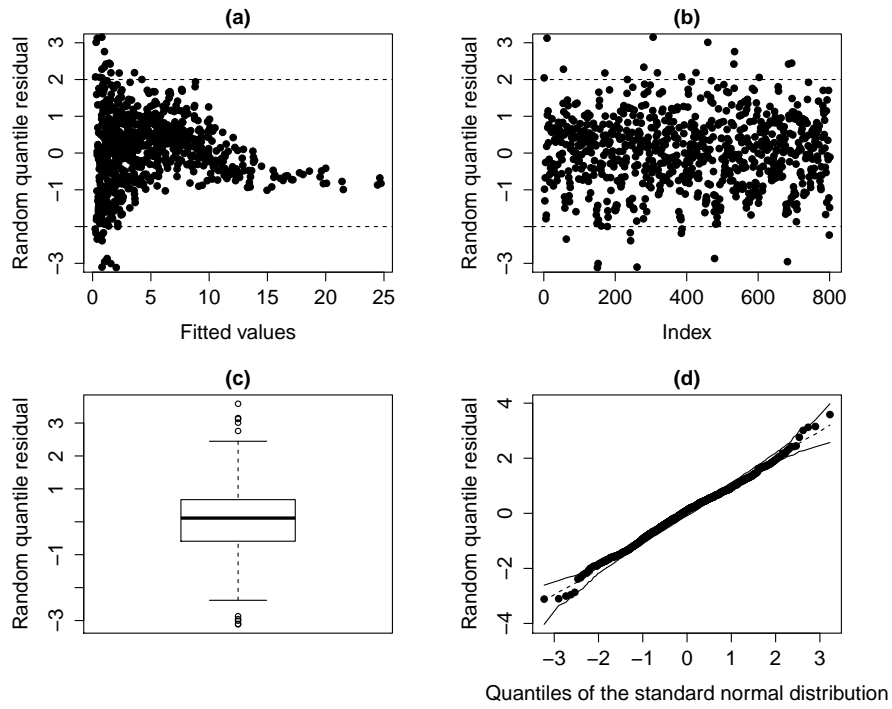 (a)
Random quantile residual
3
2
1
0
-1
-3
0 5 10 15 20 25
Fitted values
(b)
Random quantile residual
3
2
1
0
-1
-3
0 200 400 600 800
Index
(c)
Random quantile residual
3
1
-1
-3
(d)
Random quantile residual
4
2
0
-2
-4
-3 -2 -1 0 1 2 3
Quantiles of the standard normal distribution